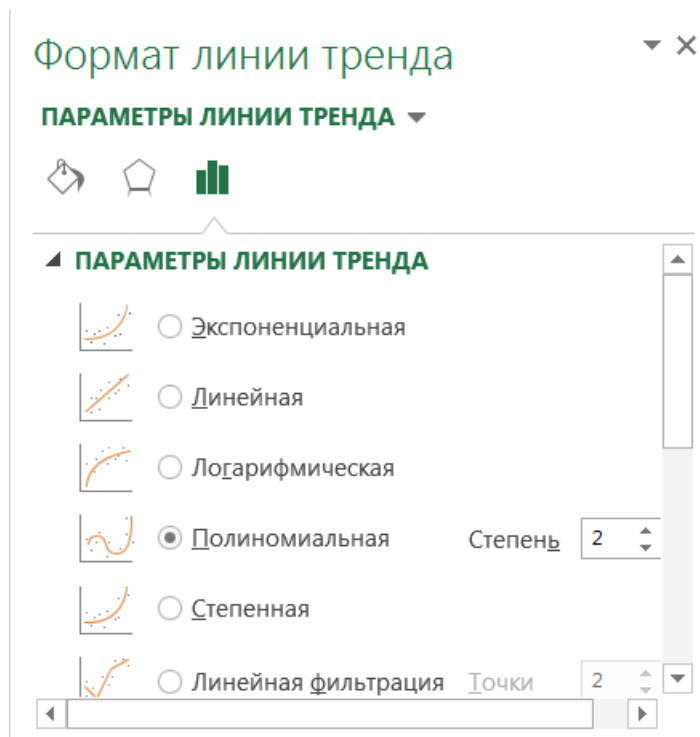 Формат линии тренда
ПАРАМЕТРЫ ЛИНИИ ТРЕНДА
ПАРАМЕТРЫ ЛИНИИ ТРЕНДА
Экспоненциальная
Линейная
Логарифмическая
Полиномиальная Степень 2
Степенная
Линейная фильтрация Точки 2